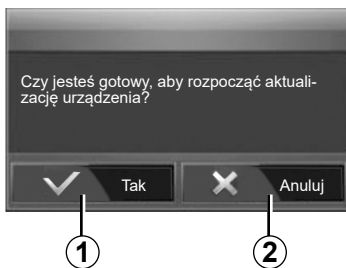 Czy jesteś gotowy, aby rozpocząć aktuali-
zację urządzenia?
Tak Anuluj
1 2